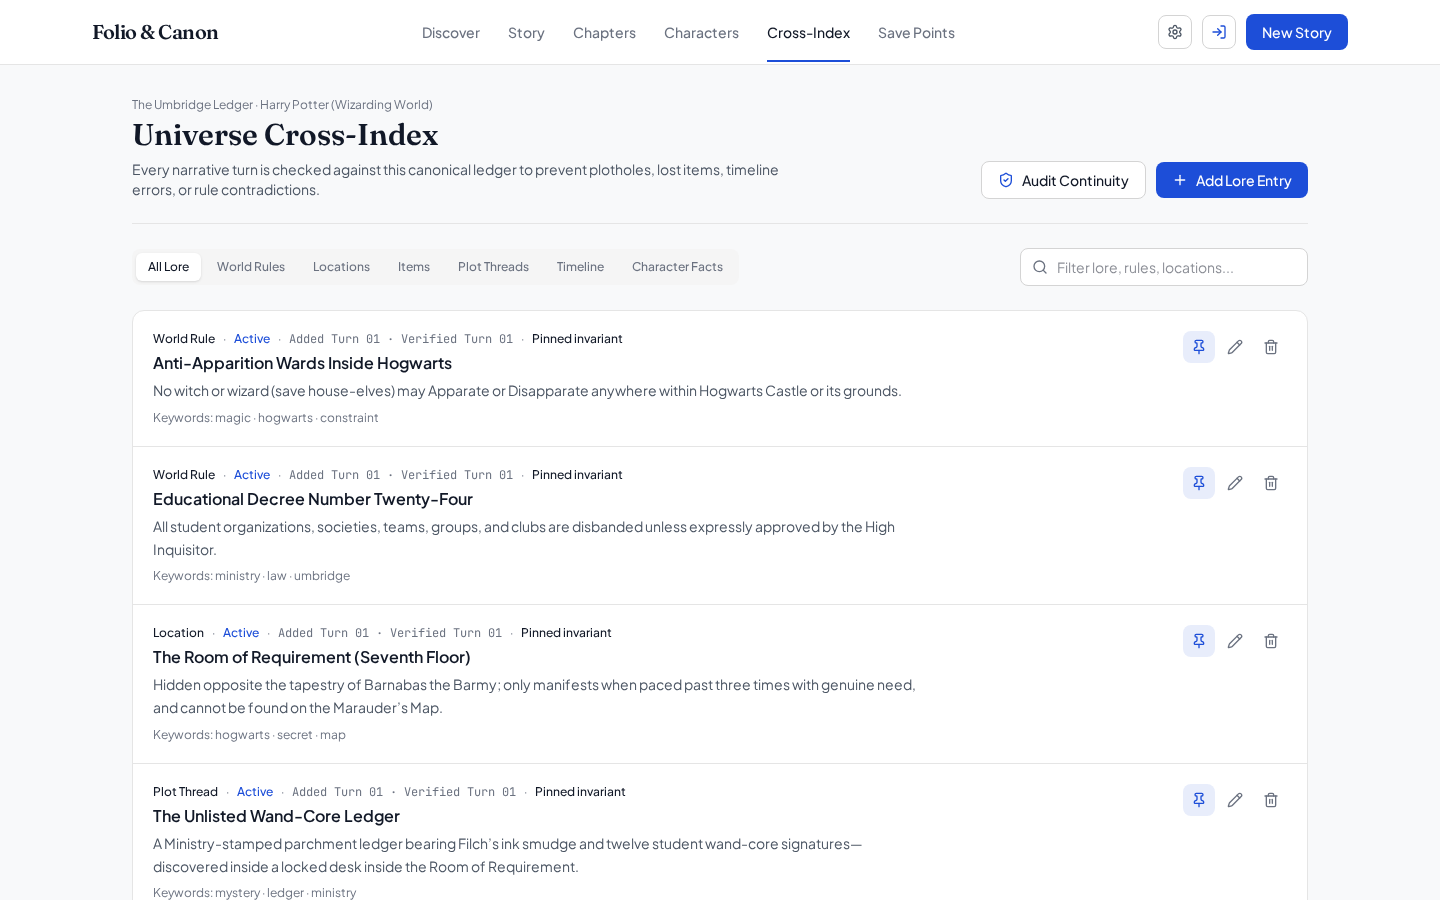 Folio & Canon
Discover
Story
Chapters
Characters
Cross-Index
Save Points
New Story
The Umbridge Ledger · Harry Potter (Wizarding World)
Universe Cross-Index
Every narrative turn is checked against this canonical ledger to prevent plotholes, lost items, timeline
errors, or rule contradictions.
Audit Continuity
Add Lore Entry
All Lore
World Rules
Locations
Items
Plot Threads
Timeline
Character Facts
Filter lore, rules, locations...
World Rule · Active · Added Turn 01 · Verified Turn 01 · Pinned invariant
Anti-Apparition Wards Inside Hogwarts
No witch or wizard (save house-elves) may Apparate or Disapparate anywhere within Hogwarts Castle or its grounds.
Keywords: magic · hogwarts · constraint
World Rule · Active · Added Turn 01 · Verified Turn 01 · Pinned invariant
Educational Decree Number Twenty-Four
All student organizations, societies, teams, groups, and clubs are disbanded unless expressly approved by the High
Inquisitor.
Keywords: ministry · law · umbridge
Location · Active · Added Turn 01 · Verified Turn 01 · Pinned invariant
The Room of Requirement (Seventh Floor)
Hidden opposite the tapestry of Barnabas the Barmy; only manifests when paced past three times with genuine need,
and cannot be found on the Marauder's Map.
Keywords: hogwarts · secret · map
Plot Thread · Active · Added Turn 01 · Verified Turn 01 · Pinned invariant
The Unlisted Wand-Core Ledger
A Ministry-stamped parchment ledger bearing Filch's ink smudge and twelve student wand-core signatures—
discovered inside a locked desk inside the Room of Requirement.
Keywords: mystery · ledger · ministry